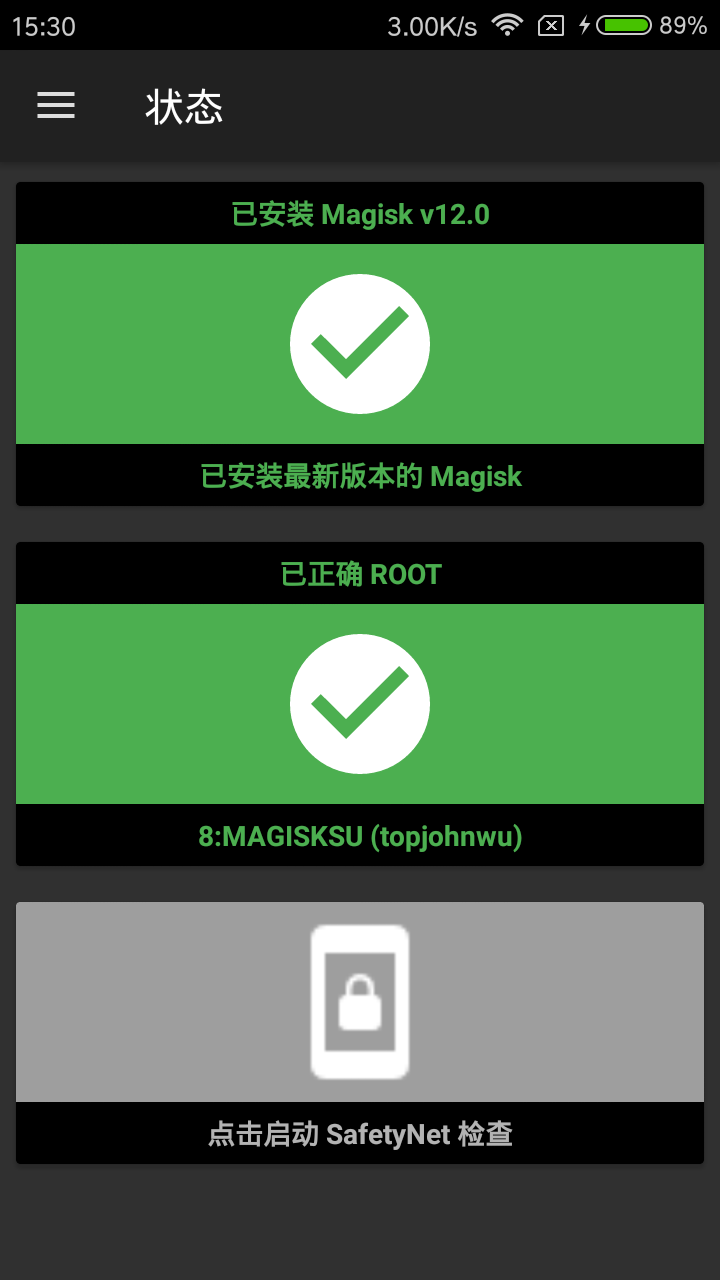 15:30 3.00K/s 89%
状态
已安装 Magisk v12.0
已安装最新版本的 Magisk
已正确 ROOT
8:MAGISKSU (topjohnwu)
点击启动 SafetyNet 检查